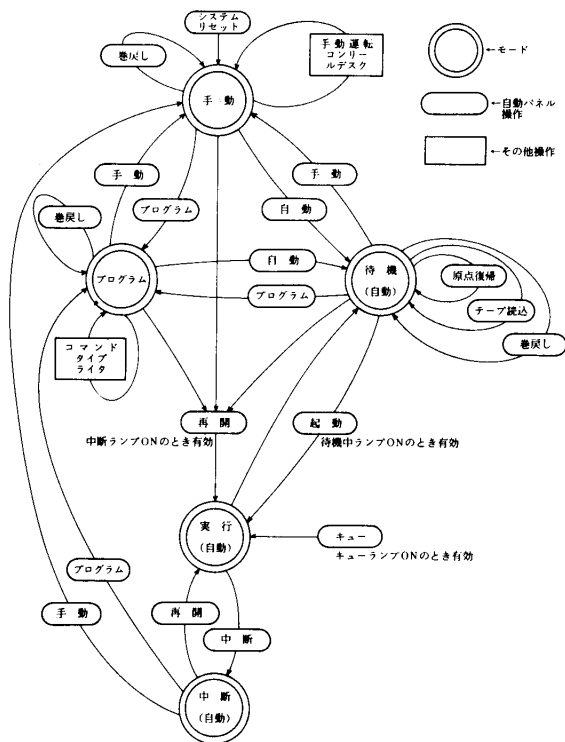 システム
リセット
巻戻し
手動運転
コンリー
ルデスク
←モード
手動
←自動パネル
操作
←その他操作
手動
プログラム
自動
手動
巻戻し
プログラム
自動
プログラム
待機
(自動)
原点復帰
テープ読込
巻戻し
コマンド
タイプ
ライタ
再開
中断ランプONのとき有効
起動
待機中ランプONのとき有効
実行
(自動)
キュー
キューランプONのとき有効
プログラム
手動
再開
中断
中断
(自動)